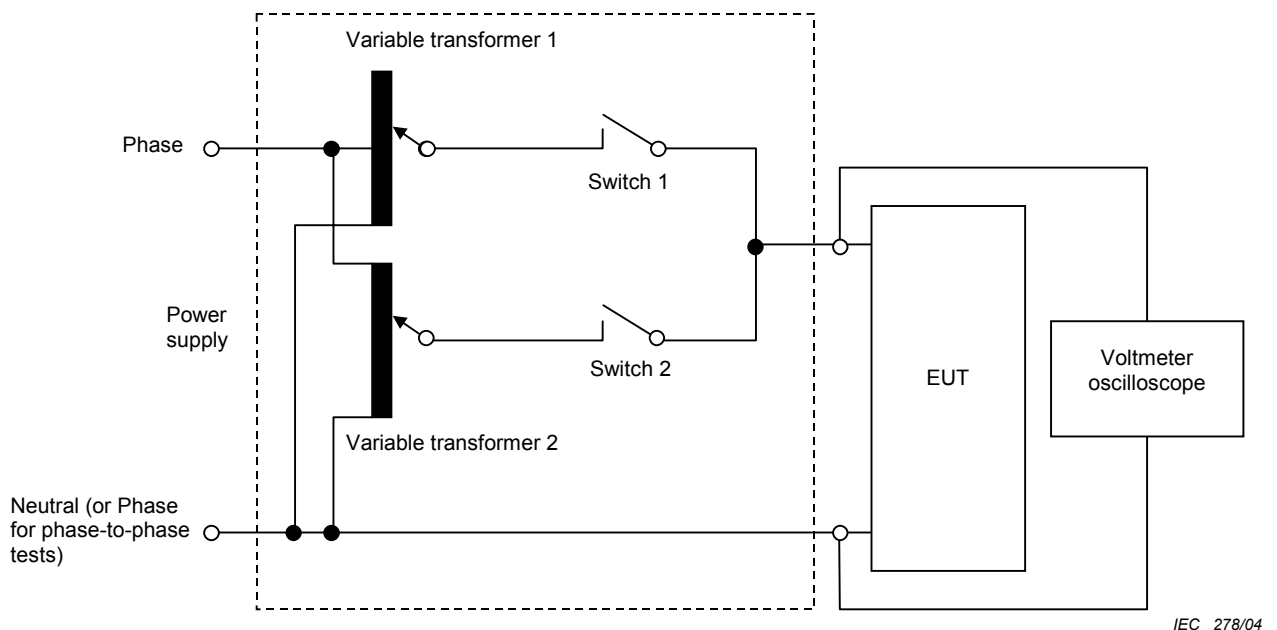 Variable transformer 1
Phase
Switch 1
Power
supply
Switch 2
EUT
Voltmeter
oscilloscope
Variable transformer 2
Neutral (or Phase
for phase-to-phase
tests)
IEC 278/04